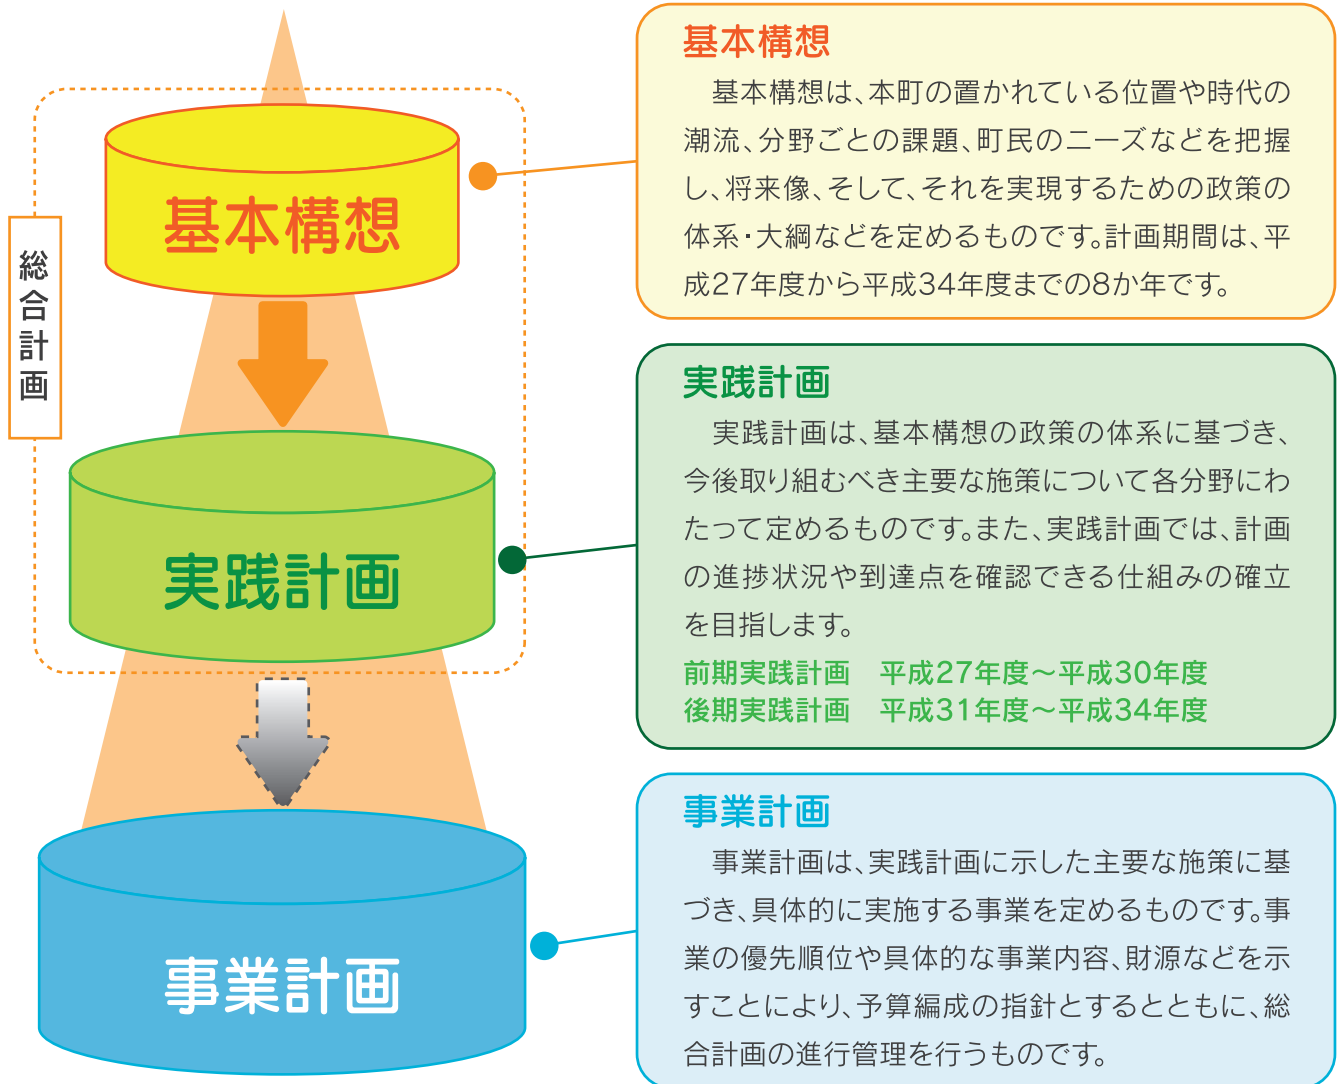 総合計画
基本構想
実践計画
事業計画
基本構想
　基本構想は、本町の置かれている位置や時代の
潮流、分野ごとの課題、町民のニーズなどを把握
し、将来像、そして、それを実現するための政策の
体系・大綱などを定めるものです。計画期間は、平
成27年度から平成34年度までの8か年です。
実践計画
　実践計画は、基本構想の政策の体系に基づき、
今後取り組むべき主要な施策について各分野にわ
たって定めるものです。また、実践計画では、計画
の進捗状況や到達点を確認できる仕組みの確立
を目指します。
前期実践計画　平成27年度～平成30年度
後期実践計画　平成31年度～平成34年度
事業計画
　事業計画は、実践計画に示した主要な施策に基
づき、具体的に実施する事業を定めるものです。事
業の優先順位や具体的な事業内容、財源などを示
すことにより、予算編成の指針とするとともに、総
合計画の進行管理を行うものです。